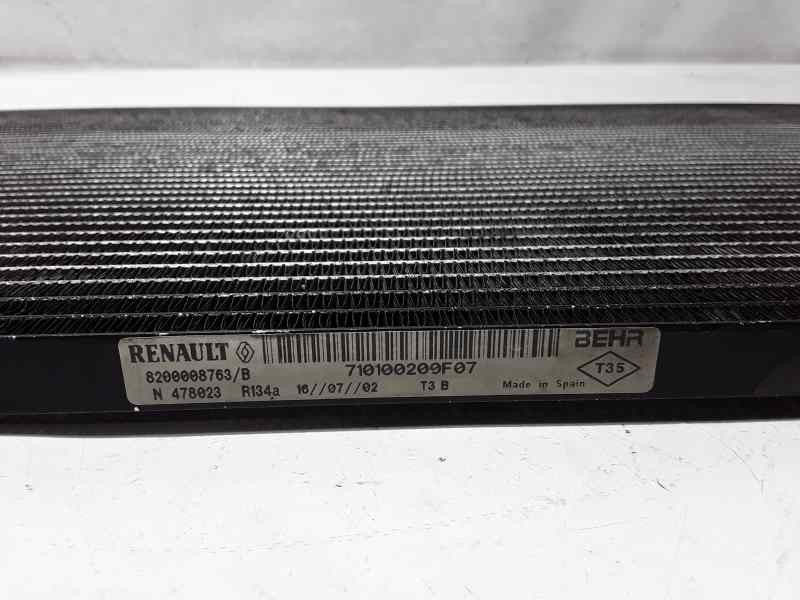 RENAULT BEHR
710100209F07
8200008763/B T35
N 478023 R134a 16//07//02 T3 B Made in Spain